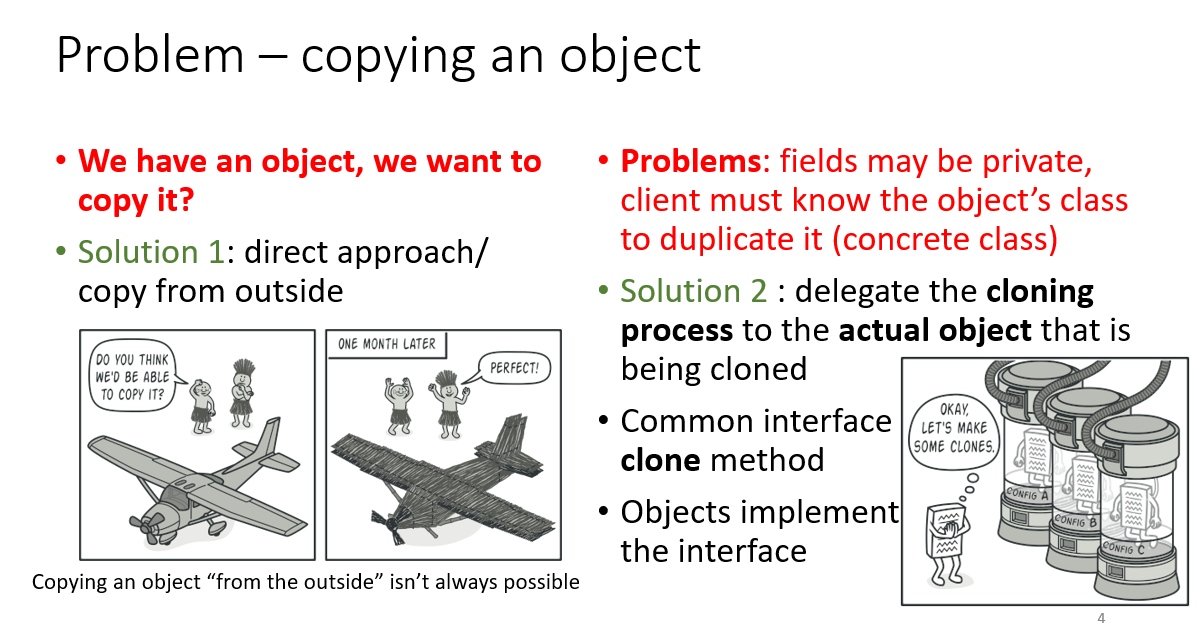 Problem – copying an object
• We have an object, we want to
copy it?
• Solution 1: direct approach/
copy from outside
DO YOU THINK
WE'D BE ABLE
TO COPY IT?
ONE MONTH LATER
PERFECT!
Copying an object “from the outside” isn’t always possible
• Problems: fields may be private,
client must know the object’s class
to duplicate it (concrete class)
• Solution 2 : delegate the cloning
process to the actual object that is
being cloned
• Common interface
clone method
• Objects implement
the interface
OKAY,
LET'S MAKE
SOME CLONES.
CONFIG A
CONFIG B
CONFIG C
4